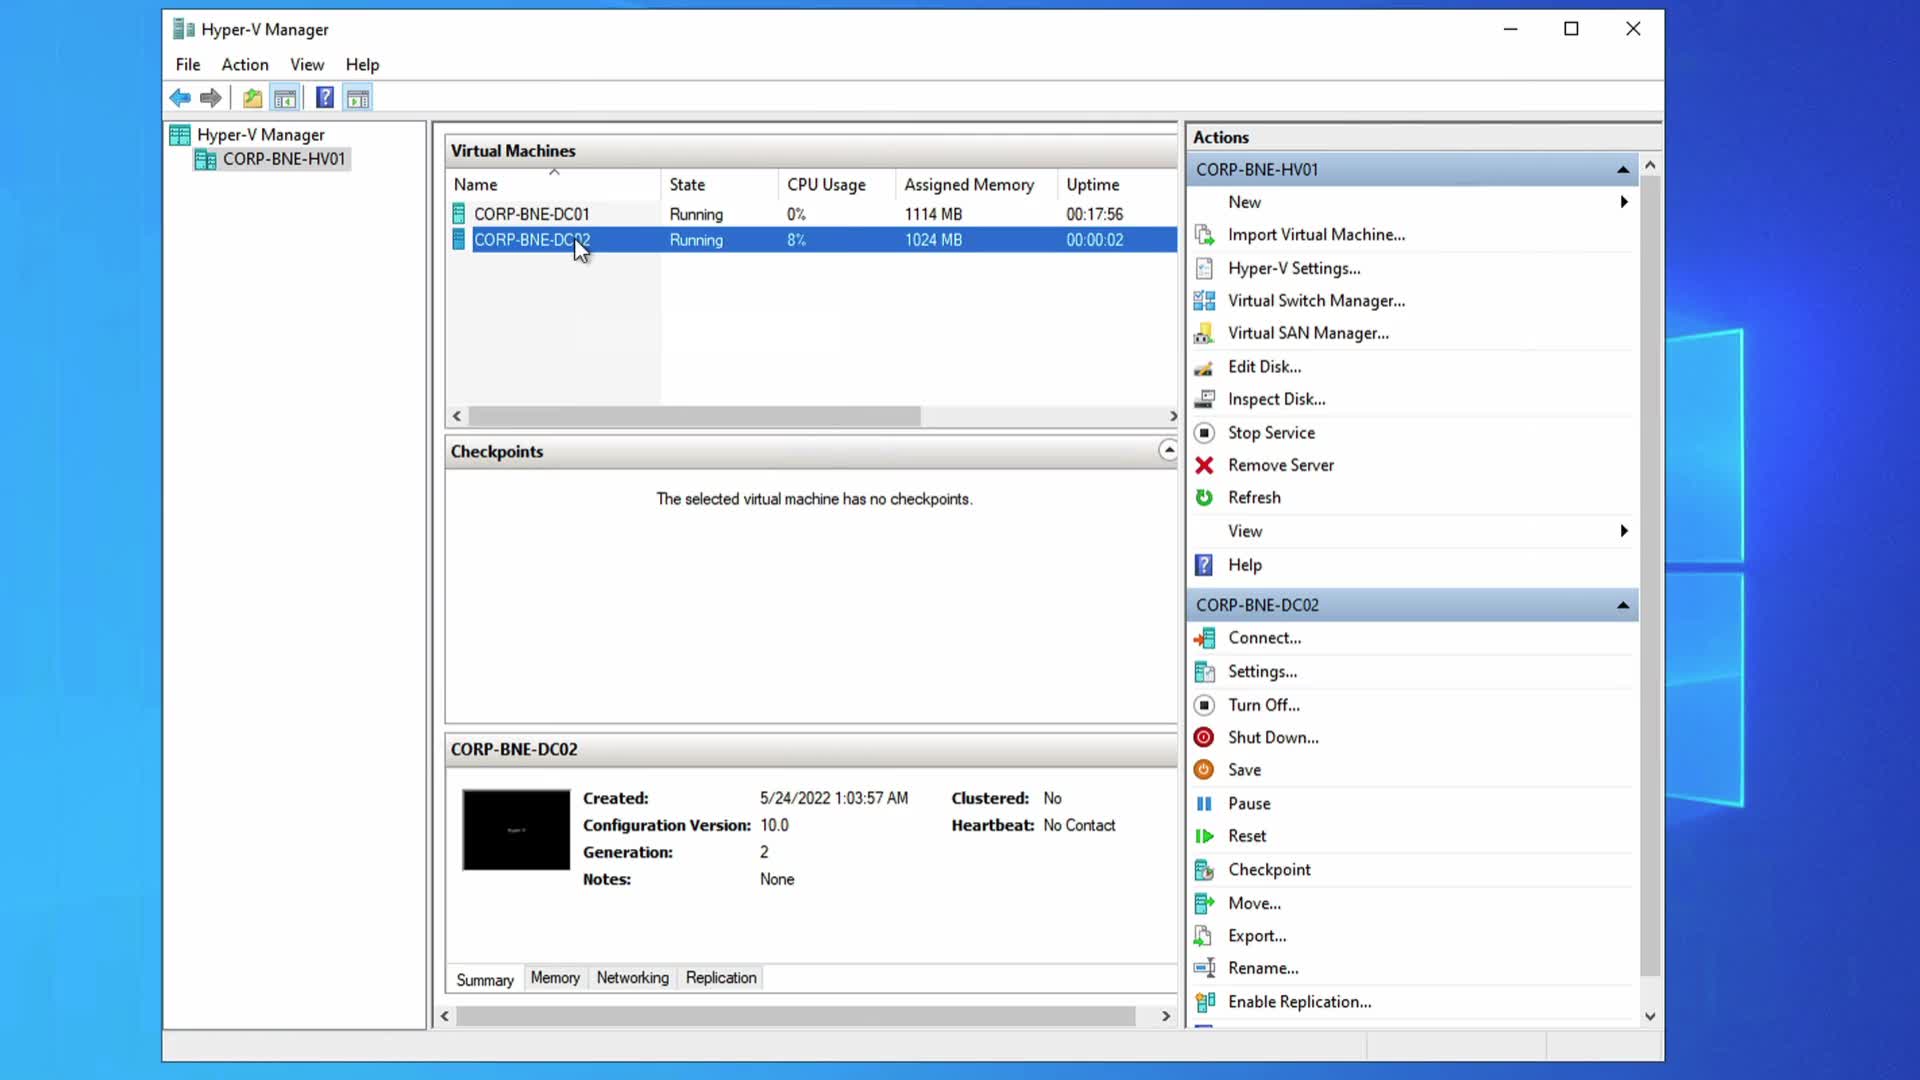 Hyper-V Manager
File Action View Help
Hyper-V Manager
CORP-BNE-HV01
Virtual Machines
Name State CPU Usage Assigned Memory Uptime
CORP-BNE-DC01 Running 0% 1114 MB 00:17:56
CORP-BNE-DC02 Running 8% 1024 MB 00:00:02
Checkpoints
The selected virtual machine has no checkpoints.
CORP-BNE-DC02
Created: 5/24/2022 1:03:57 AM Clustered: No
Configuration Version: 10.0 Heartbeat: No Contact
Generation: 2
Notes: None
Summary Memory Networking Replication
Actions
CORP-BNE-HV01
New
Import Virtual Machine...
Hyper-V Settings...
Virtual Switch Manager...
Virtual SAN Manager...
Edit Disk...
Inspect Disk...
Stop Service
Remove Server
Refresh
View
Help
CORP-BNE-DC02
Connect...
Settings...
Turn Off...
Shut Down...
Save
Pause
Reset
Checkpoint
Move...
Export...
Rename...
Enable Replication...